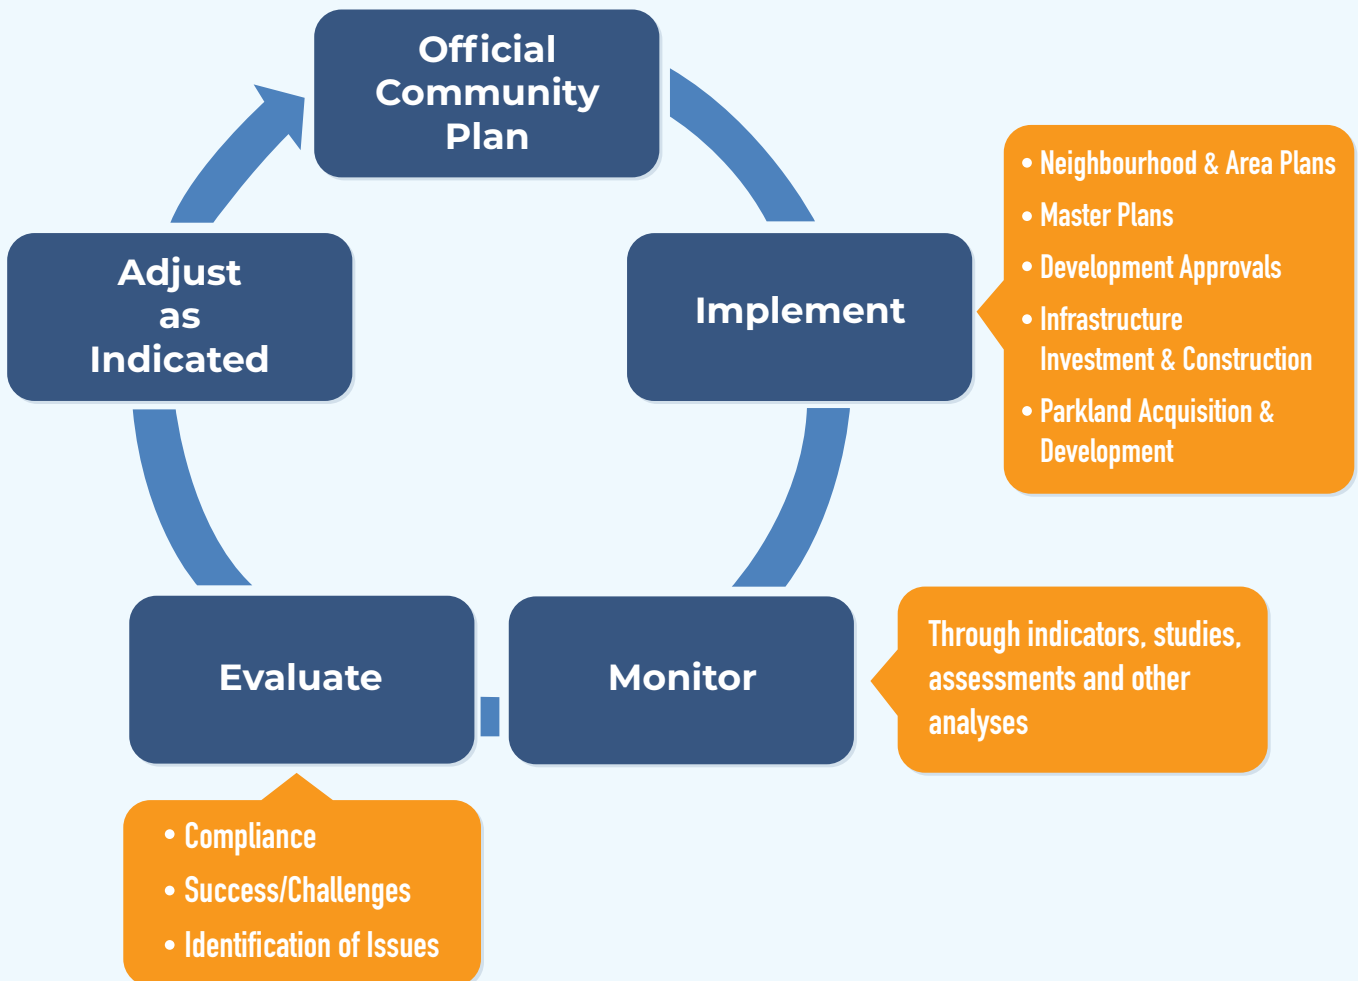 Official
Community
Plan
Adjust
as
Indicated
Implement
• Neighbourhood & Area Plans
• Master Plans
• Development Approvals
• Infrastructure
Investment & Construction
• Parkland Acquisition &
Development
Evaluate
Monitor
Through indicators, studies,
assessments and other
analyses
• Compliance
• Success/Challenges
• Identification of Issues